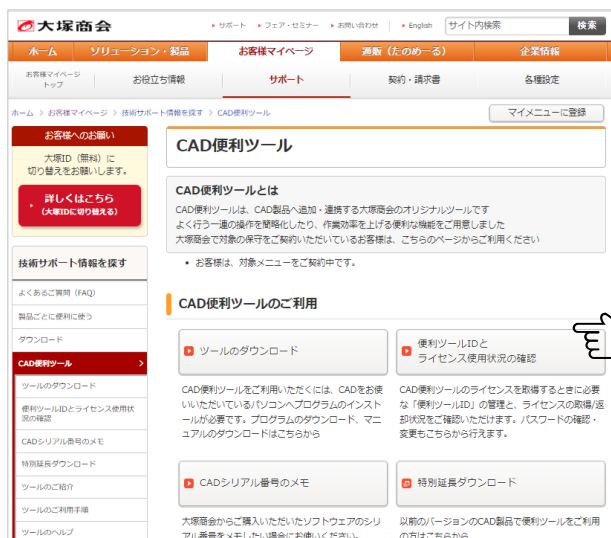 大塚商会
サポート
フェア・セミナー
お問い合わせ
English
サイト内検索
検索
ホーム
ソリューション・製品
お客様マイページ
通販（たのめーる）
企業情報
お客様マイページ
トップ
お役立ち情報
サポート
契約・請求書
各種設定
ホーム > お客様マイページ > 技術サポート情報を探す > CAD便利ツール
マイメニューに登録
お客様へのお願い
大塚ID（無料）に
切り替えをお願いします。
詳しくはこちら
（大塚IDに切り替える）
技術サポート情報を探す
よくあるご質問（FAQ）
製品ごとに便利に使う
ダウンロード
CAD便利ツール
ツールのダウンロード
便利ツールIDとライセンス使用状
況の確認
CADシリアル番号のメモ
特別延長ダウンロード
ツールのご紹介
ツールのご利用手順
ツールのヘルプ
CAD便利ツール
CAD便利ツールとは
CAD便利ツールは、CAD製品へ追加・連携する大塚商会のオリジナルツールです
よく行う一連の操作を簡略化したり、作業効率を上げる便利な機能をご用意しました
大塚商会で対象の保守をご契約いただいているお客様は、こちらのページからご利用ください
• お客様は、対象メニューをご契約中です。
CAD便利ツールのご利用
ツールのダウンロード
CAD便利ツールをご利用いただくには、CADをお使
いいただいているパソコンへプログラムのインスト
ールが必要です。プログラムのダウンロード、マニ
ュアルのダウンロードはこちらから
便利ツールIDと
ライセンス使用状況の確認
CAD便利ツールのライセンスを取得するときに必要
な「便利ツールID」の管理と、ライセンスの取得/返
却状況をご確認いただけます。パスワードの確認・
変更もこちらから行えます。
CADシリアル番号のメモ
大塚商会からご購入いただいたソフトウェアのシリ
アル番号をメモしたい場合にお使いください。
特別延長ダウンロード
以前のバージョンのCAD製品で便利ツールをご利用
の方はこちらから